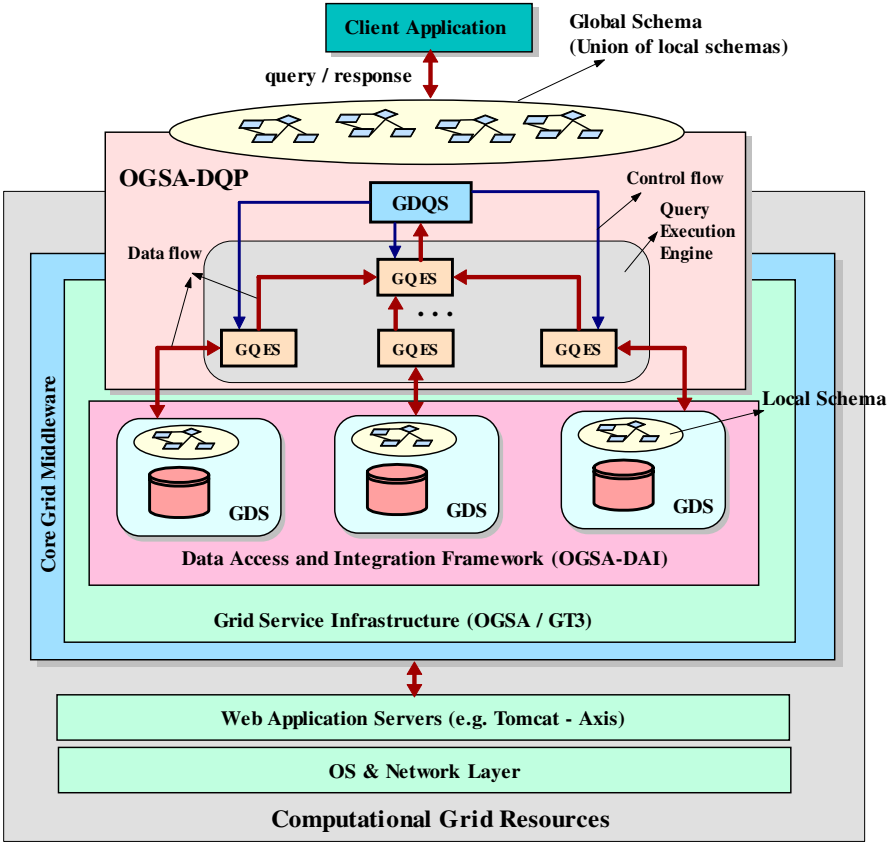 Client Application
Global Schema
(Union of local schemas)
query / response
OGSA-DQP
GDQS
Control flow
Query
Execution
Engine
Data flow
GQES
. . .
GQES
GQES
GQES
Local Schema
GDS
GDS
GDS
Data Access and Integration Framework (OGSA-DAI)
Core Grid Middleware
Grid Service Infrastructure (OGSA / GT3)
Web Application Servers (e.g. Tomcat - Axis)
OS & Network Layer
Computational Grid Resources